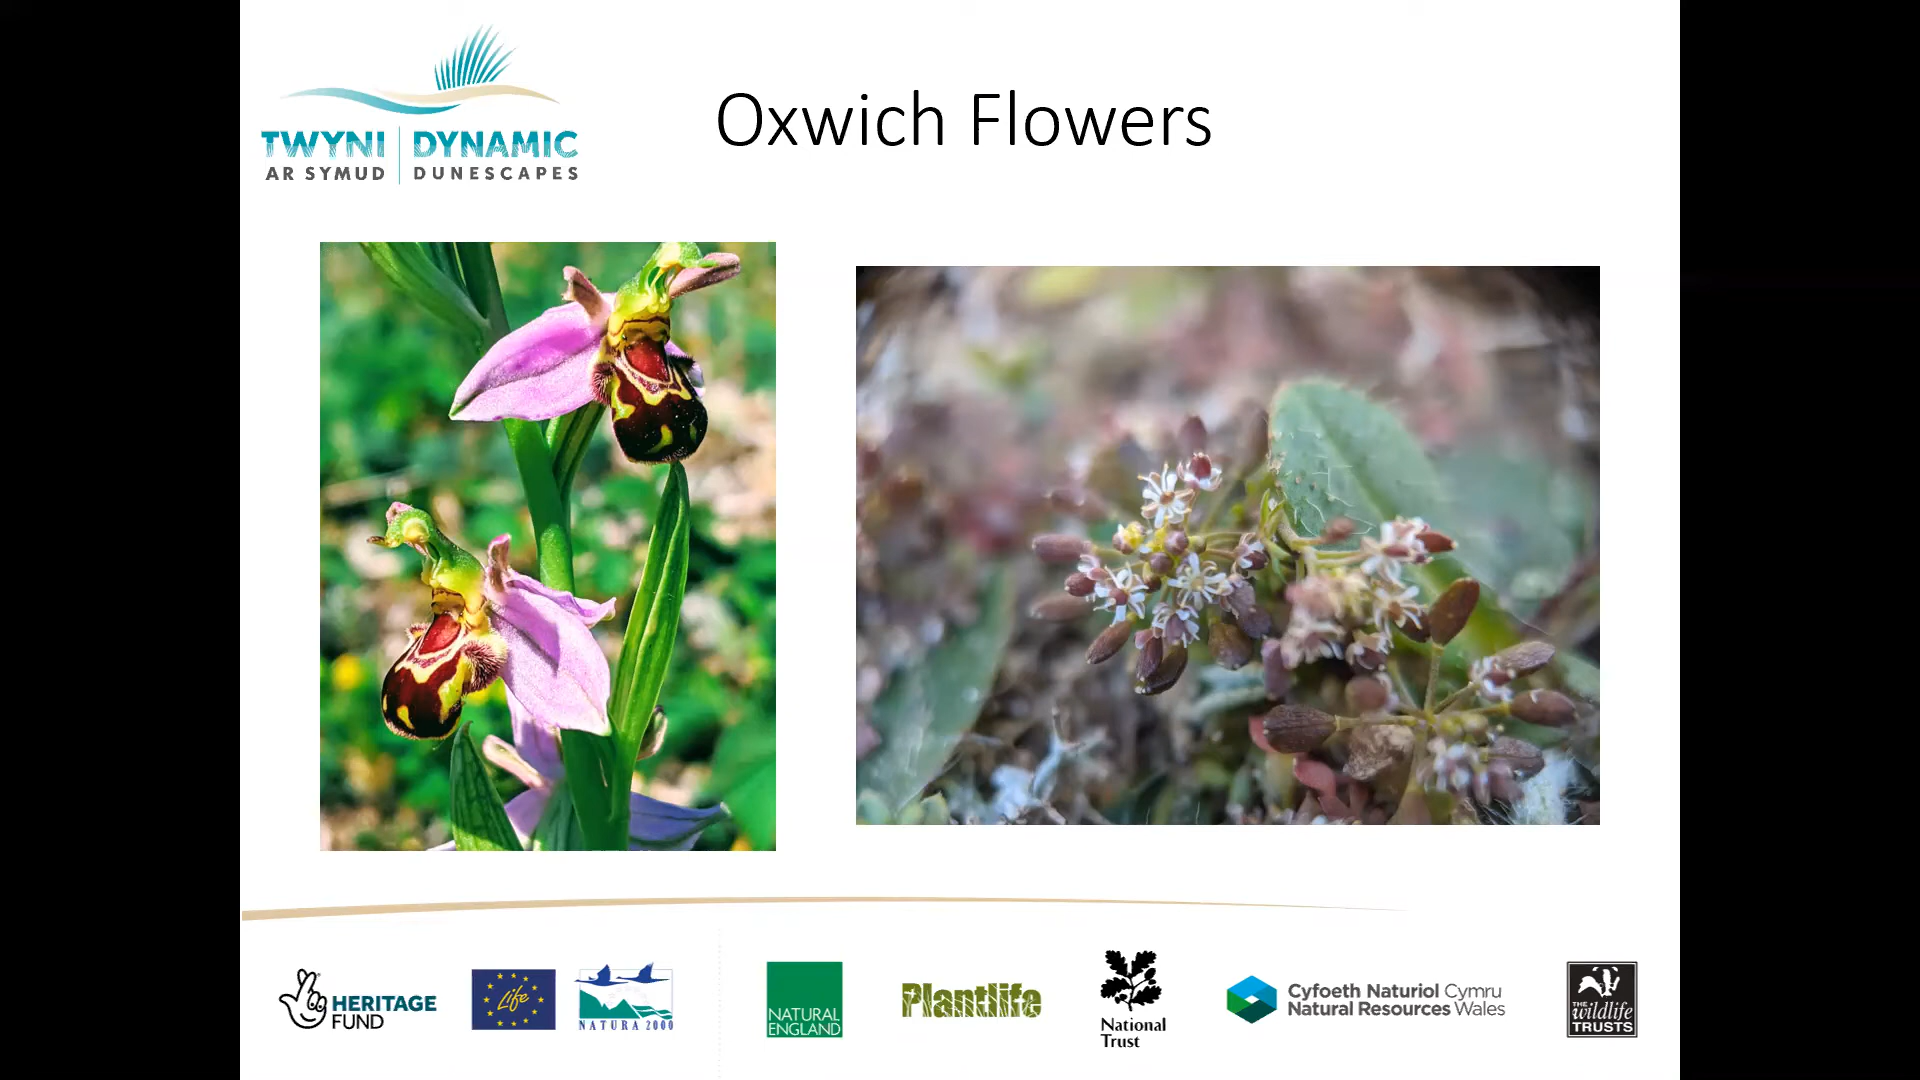 TWYNI
AR SYMUD
DYNAMIC
DUNESCAPES
Oxwich Flowers
HERITAGE
FUND
Life
NATURA 2000
NATURAL
ENGLAND
Plantlife
National
Trust
Cyfoeth Naturiol Cymru
Natural Resources Wales
THE
wildlife
TRUSTS